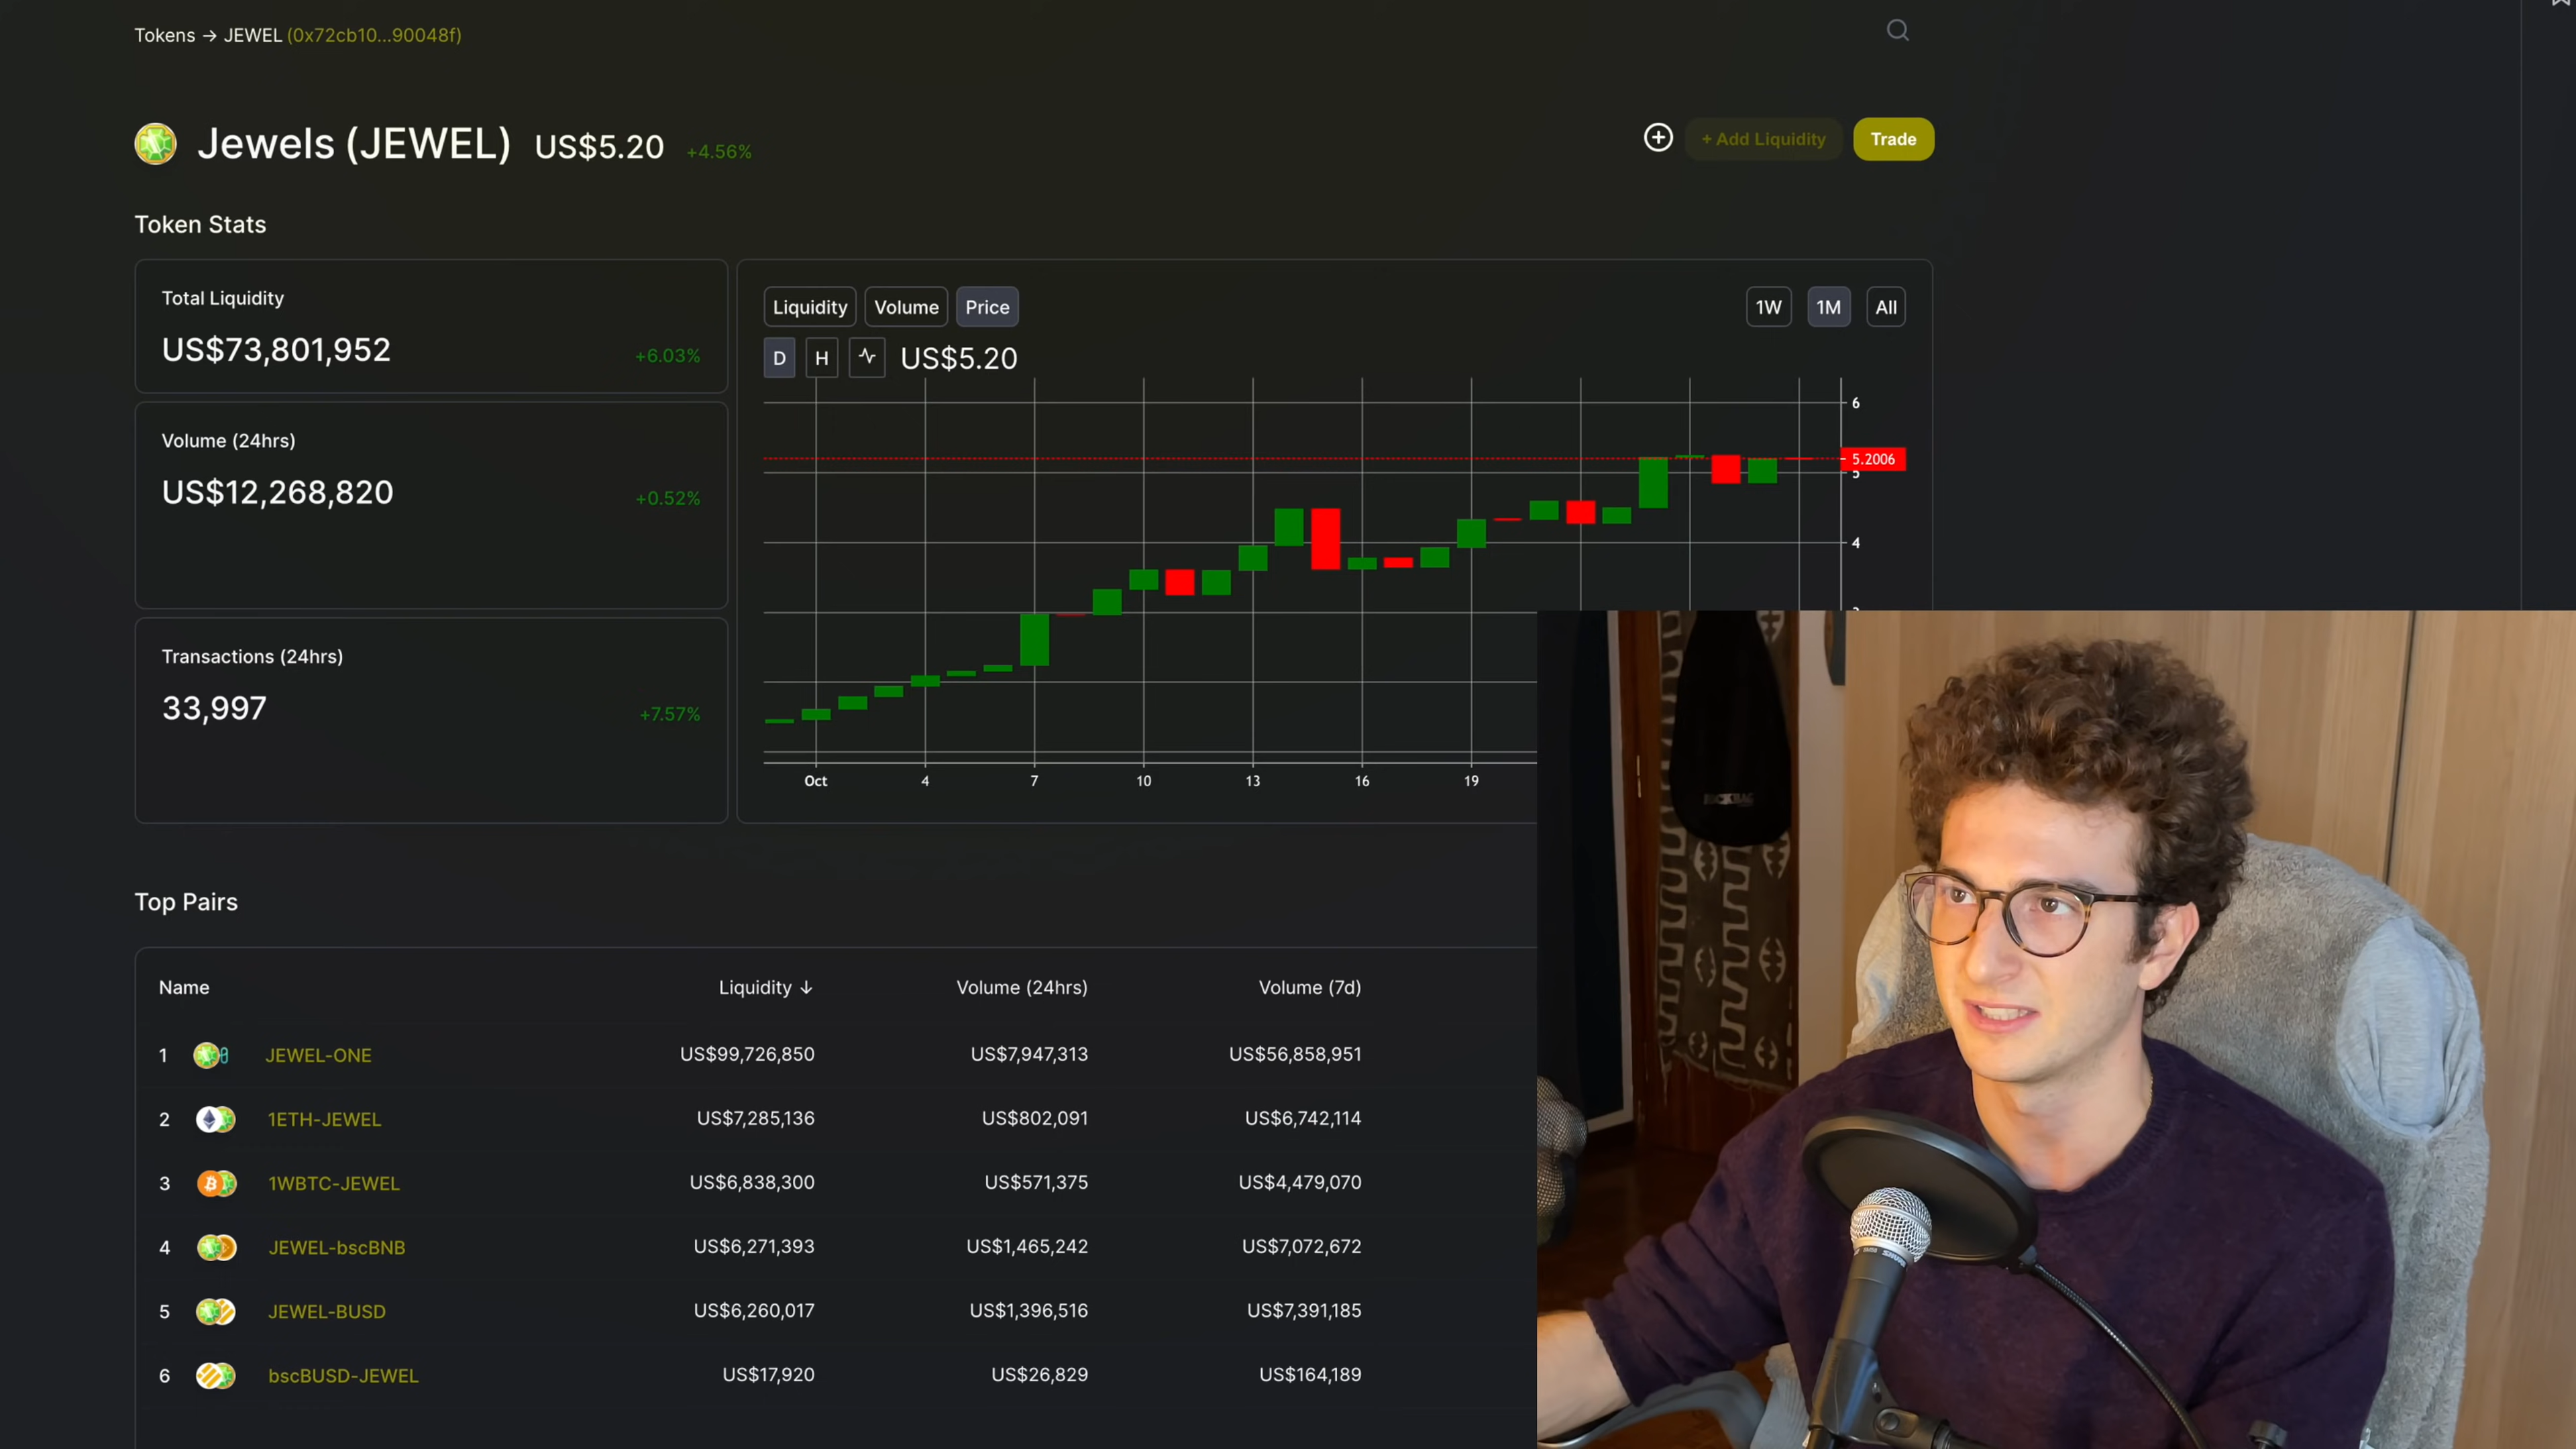 Tokens → JEWEL (0x72cb10...90048f)
Jewels (JEWEL) US$5.20 +4.56%
+ Add Liquidity
Trade
Token Stats
Total Liquidity
US$73,801,952 +6.03%
Volume (24hrs)
US$12,268,820 +0.52%
Transactions (24hrs)
33,997 +7.57%
Liquidity Volume Price
1W 1M All
D H US$5.20
6
5.2006
5
4
Oct 4 7 10 13 16 19
Top Pairs
Name Liquidity ↓ Volume (24hrs) Volume (7d)
1 JEWEL-ONE US$99,726,850 US$7,947,313 US$56,858,951
2 1ETH-JEWEL US$7,285,136 US$802,091 US$6,742,114
3 1WBTC-JEWEL US$6,838,300 US$571,375 US$4,479,070
4 JEWEL-bscBNB US$6,271,393 US$1,465,242 US$7,072,672
5 JEWEL-BUSD US$6,260,017 US$1,396,516 US$7,391,185
6 bscBUSD-JEWEL US$17,920 US$26,829 US$164,189